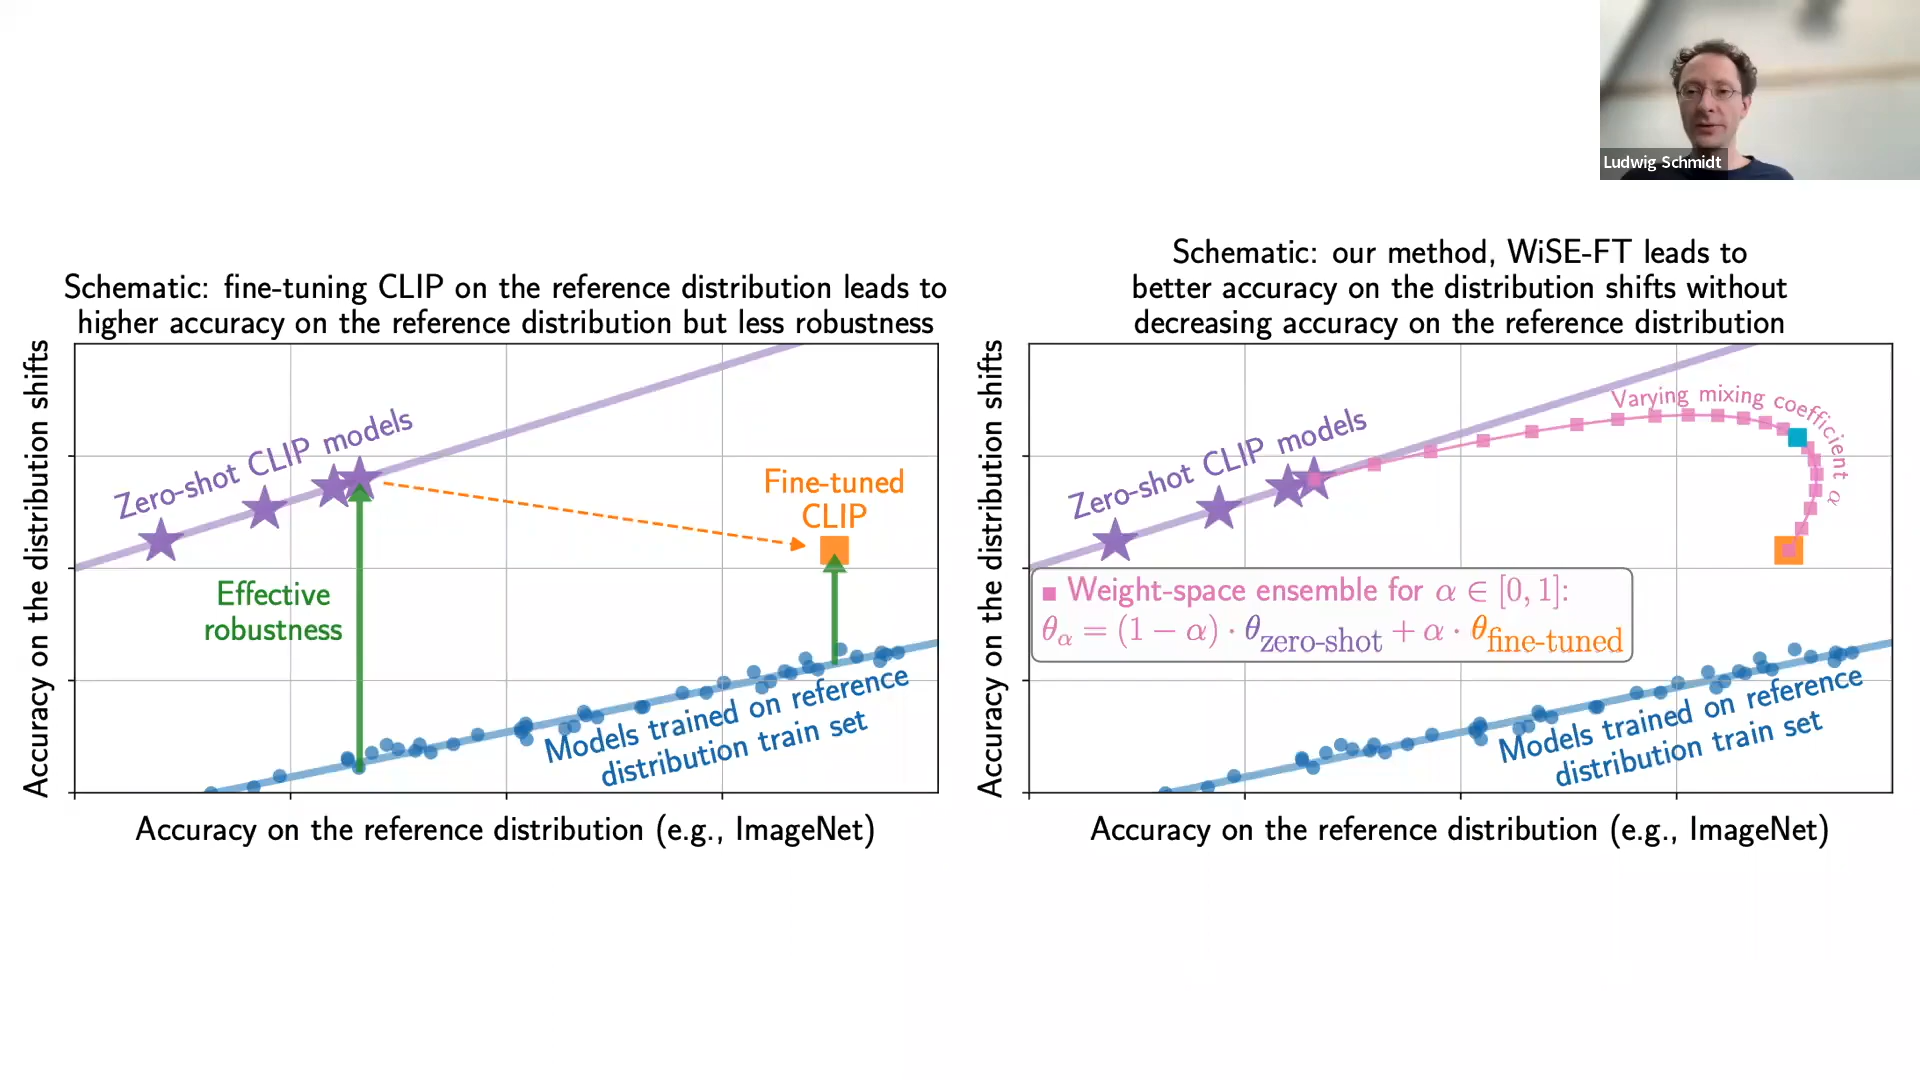 Ludwig Schmidt
Schematic: fine-tuning CLIP on the reference distribution leads to
higher accuracy on the reference distribution but less robustness
Accuracy on the distribution shifts
Zero-shot CLIP models
Fine-tuned
CLIP
Effective
robustness
Models trained on reference
distribution train set
Accuracy on the reference distribution (e.g., ImageNet)
Schematic: our method, WiSE-FT leads to
better accuracy on the distribution shifts without
decreasing accuracy on the reference distribution
Accuracy on the distribution shifts
Varying mixing coefficient α
Zero-shot CLIP models
Weight-space ensemble for α ∈ [0, 1]:
θα = (1 − α) · θzero-shot + α · θfine-tuned
Models trained on reference
distribution train set
Accuracy on the reference distribution (e.g., ImageNet)